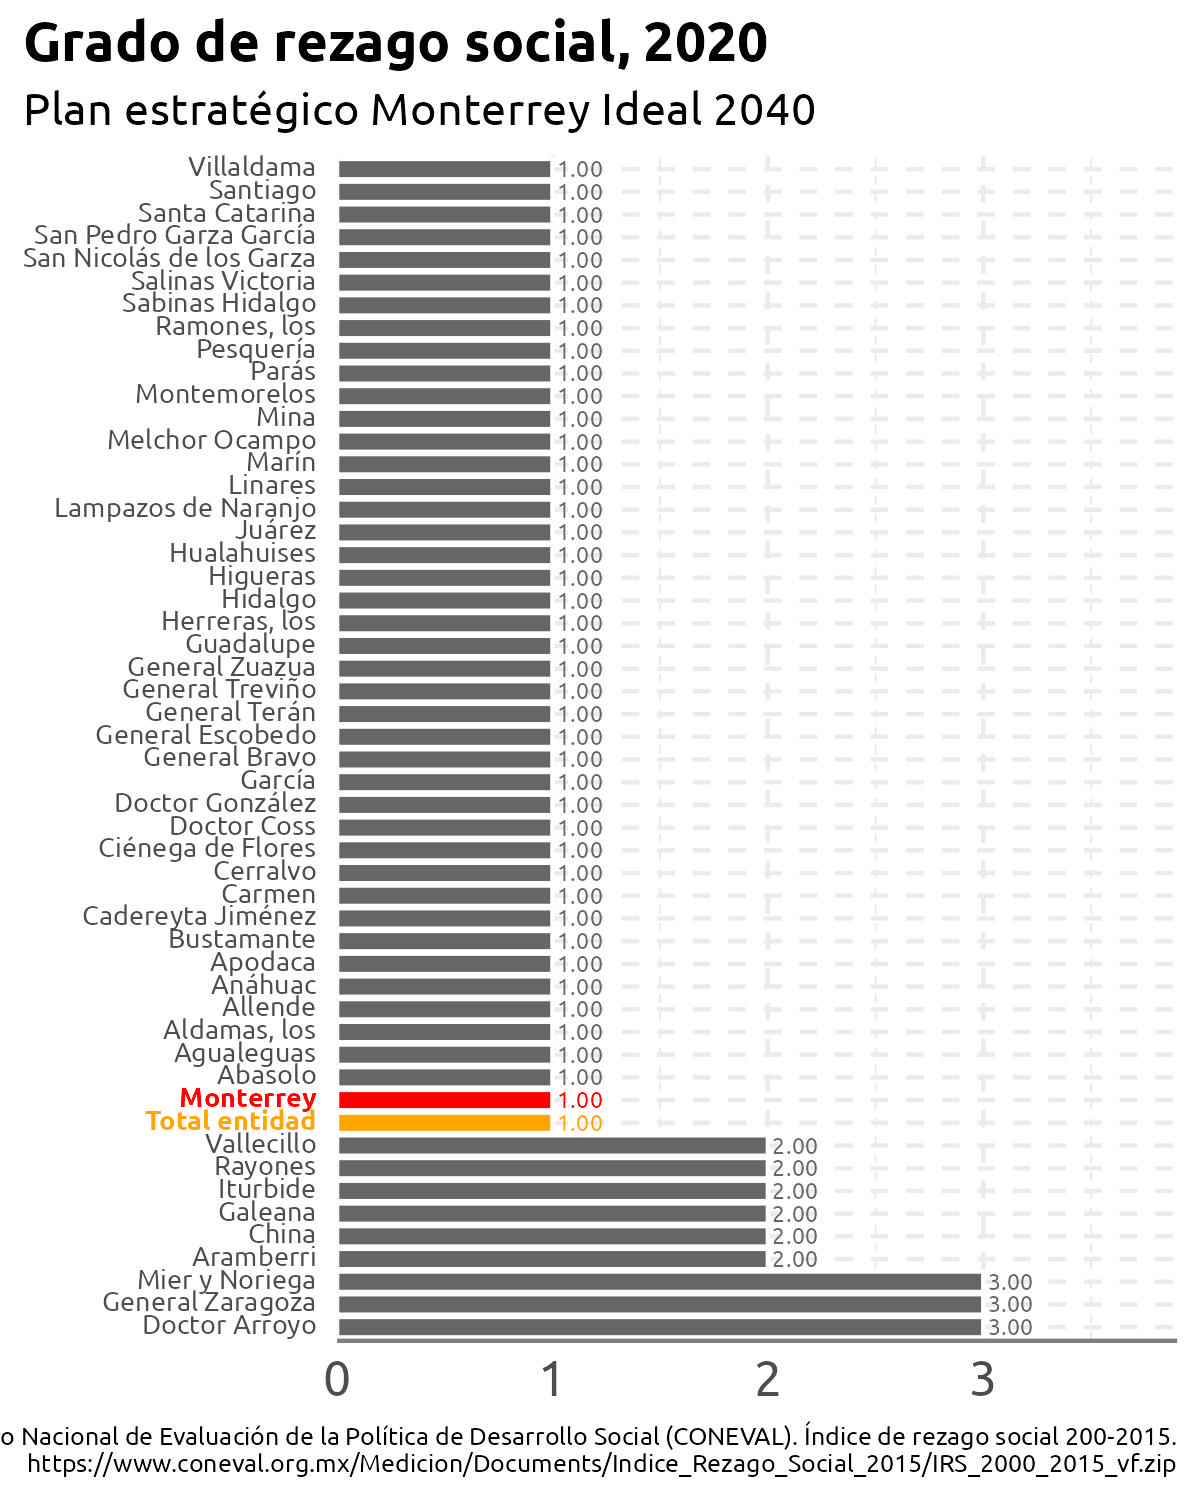 Grado de rezago social, 2020
Plan estratégico Monterrey Ideal 2040
Villaldama 1.00
Santiago 1.00
Santa Catarina 1.00
San Pedro Garza García 1.00
San Nicolás de los Garza 1.00
Salinas Victoria 1.00
Sabinas Hidalgo 1.00
Ramones, los 1.00
Pesquería 1.00
Parás 1.00
Montemorelos 1.00
Mina 1.00
Melchor Ocampo 1.00
Marín 1.00
Linares 1.00
Lampazos de Naranjo 1.00
Juárez 1.00
Hualahuises 1.00
Higueras 1.00
Hidalgo 1.00
Herreras, los 1.00
Guadalupe 1.00
General Zuazua 1.00
General Treviño 1.00
General Terán 1.00
General Escobedo 1.00
General Bravo 1.00
García 1.00
Doctor González 1.00
Doctor Coss 1.00
Ciénega de Flores 1.00
Cerralvo 1.00
Carmen 1.00
Cadereyta Jiménez 1.00
Bustamante 1.00
Apodaca 1.00
Anáhuac 1.00
Allende 1.00
Aldamas, los 1.00
Agualeguas 1.00
Abasolo 1.00
Monterrey 1.00
Total entidad 1.00
Vallecillo 2.00
Rayones 2.00
Iturbide 2.00
Galeana 2.00
China 2.00
Aramberri 2.00
Mier y Noriega 3.00
General Zaragoza 3.00
Doctor Arroyo 3.00
0 1 2 3
o Nacional de Evaluación de la Política de Desarrollo Social (CONEVAL). Índice de rezago social 200-2015.
https://www.coneval.org.mx/Medicion/Documents/Indice_Rezago_Social_2015/IRS_2000_2015_vf.zip